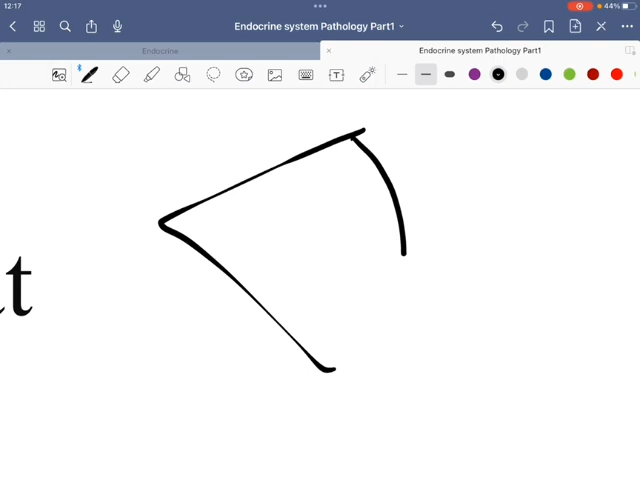 12:17
44%
Endocrine system Pathology Part1
Endocrine
Endocrine system Pathology Part1
T
t